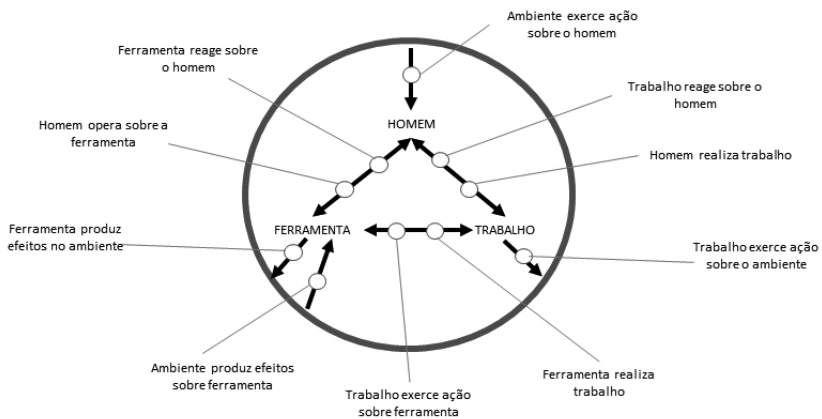 Ambiente exerce ação
sobre o homem
Ferramenta reage sobre
o homem
Trabalho reage sobre o
homem
HOMEM
Homem opera sobre a
ferramenta
Homem realiza trabalho
Ferramenta produz
efeitos no ambiente
FERRAMENTA
TRABALHO
Trabalho exerce ação
sobre o ambiente
Ambiente produz efeitos
sobre ferramenta
Trabalho exerce ação
sobre ferramenta
Ferramenta realiza
trabalho